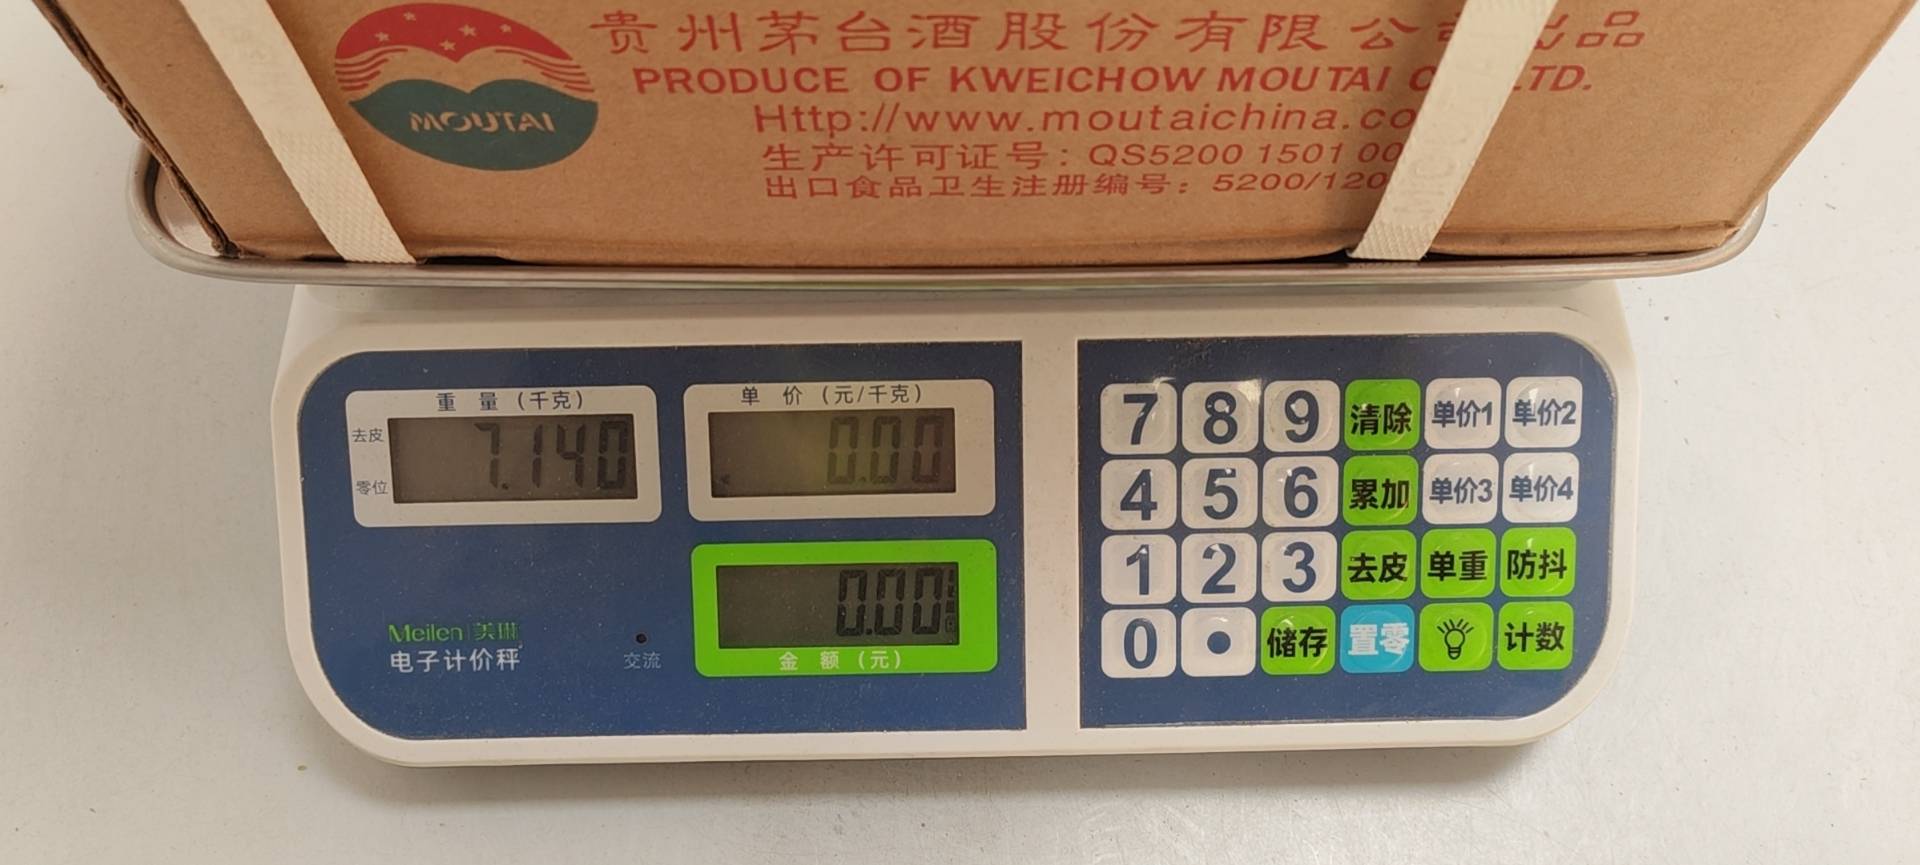 贵州茅台酒股份有限公 出品
MOUTAI
PRODUCE OF KWEICHOW MOUTAI LTD.
Http://www.moutaichina.co
生产许可证号: QS5200 1501 00
出口食品卫生注册编号: 5200/120
重 量 (千克)
去皮
零位
7.140
单 价 (元/千克)
0.00
0.00
金 额 (元)
Meilen 美琳
电子计价秤
交流
7 8 9 清除 单价1 单价2
4 5 6 累加 单价3 单价4
1 2 3 去皮 单重 防抖
0 • 储存 置零 计数